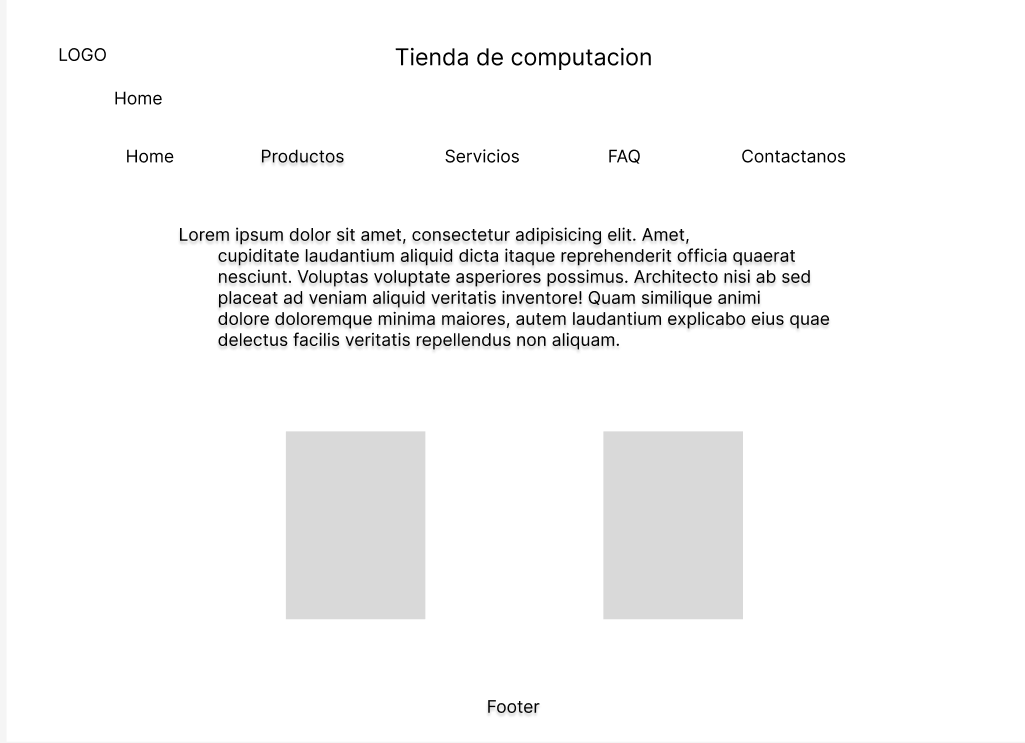 LOGO
Tienda de computacion
Home
Home Productos Servicios FAQ Contactanos
Lorem ipsum dolor sit amet, consectetur adipisicing elit. Amet,
cupiditate laudantium aliquid dicta itaque reprehenderit officia quaerat
nesciunt. Voluptas voluptate asperiores possimus. Architecto nisi ab sed
placeat ad veniam aliquid veritatis inventore! Quam similique animi
dolore doloremque minima maiores, autem laudantium explicabo eius quae
delectus facilis veritatis repellendus non aliquam.
Footer